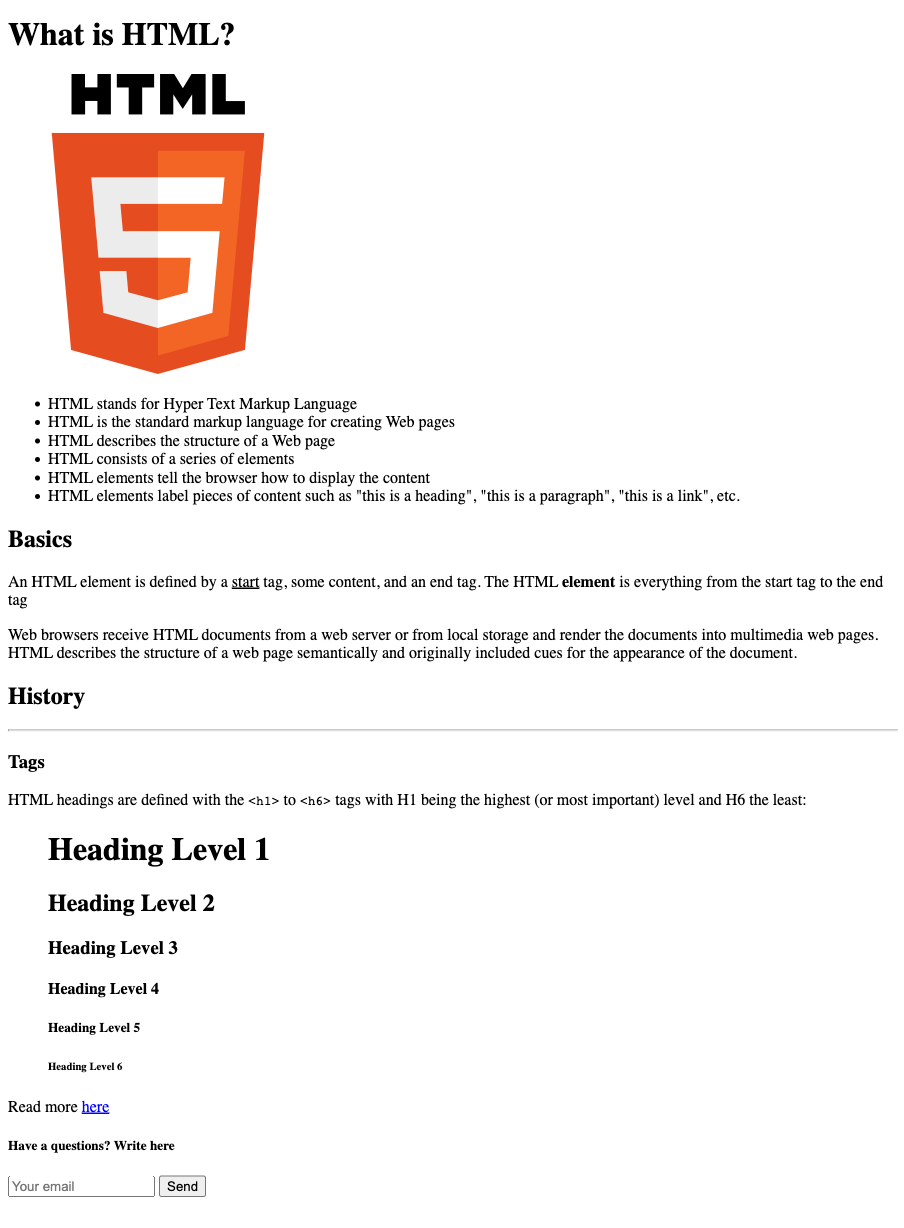 What is HTML?
HTML
5
HTML stands for Hyper Text Markup Language
HTML is the standard markup language for creating Web pages
HTML describes the structure of a Web page
HTML consists of a series of elements
HTML elements tell the browser how to display the content
HTML elements label pieces of content such as "this is a heading", "this is a paragraph", "this is a link", etc.
Basics
An HTML element is defined by a start tag, some content, and an end tag. The HTML element is everything from the start tag to the end
tag
Web browsers receive HTML documents from a web server or from local storage and render the documents into multimedia web pages.
HTML describes the structure of a web page semantically and originally included cues for the appearance of the document.
History
Tags
HTML headings are defined with the <h1> to <h6> tags with H1 being the highest (or most important) level and H6 the least:
Heading Level 1
Heading Level 2
Heading Level 3
Heading Level 4
Heading Level 5
Heading Level 6
Read more here
Have a questions? Write here
Your email Send